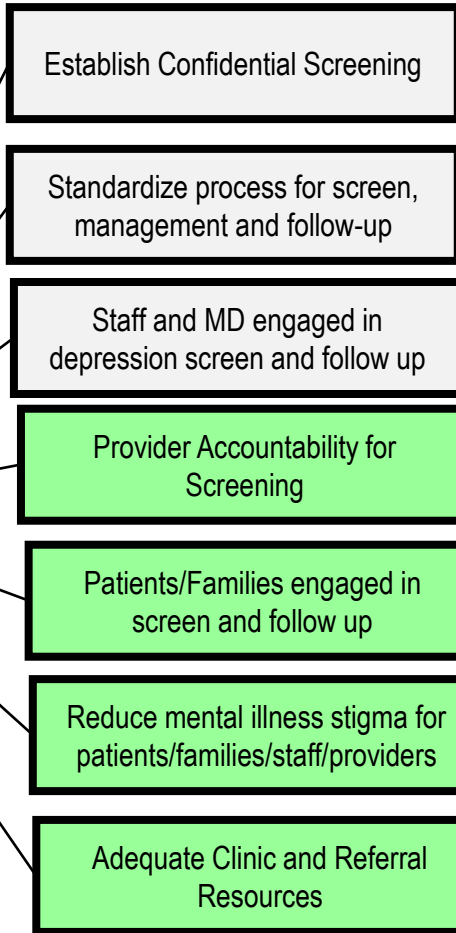 Establish Confidential Screening
Standardize process for screen,
management and follow-up
Staff and MD engaged in
depression screen and follow up
Provider Accountability for
Screening
Patients/Families engaged in
screen and follow up
Reduce mental illness stigma for
patients/families/staff/providers
Adequate Clinic and Referral
Resources